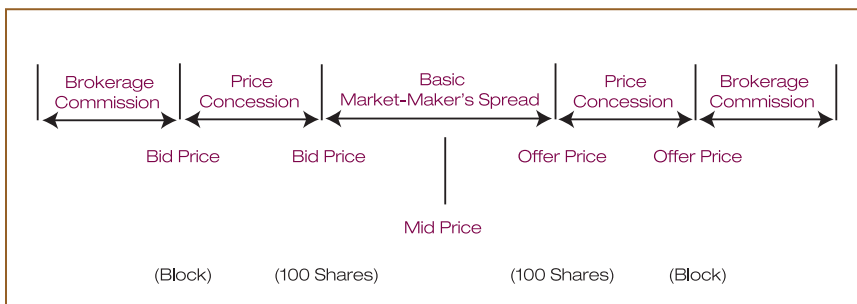 Brokerage Commission
Price Concession
Basic Market-Maker's Spread
Price Concession
Brokerage Commission
Bid Price
Bid Price
Offer Price
Offer Price
Mid Price
(Block)
(100 Shares)
(100 Shares)
(Block)